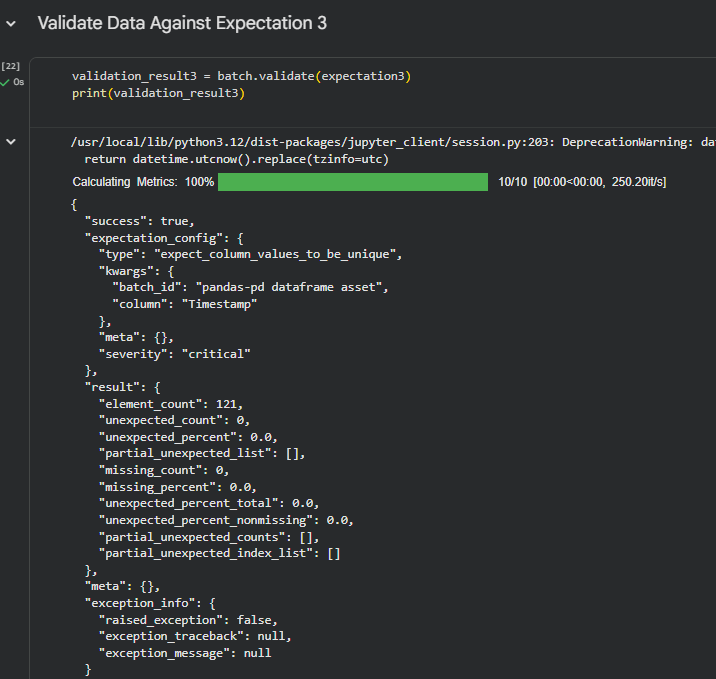 Validate Data Against Expectation 3
[22]
0s
validation_result3 = batch.validate(expectation3)
print(validation_result3)
/usr/local/lib/python3.12/dist-packages/jupyter_client/session.py:203: DeprecationWarning: da
  return datetime.utcnow().replace(tzinfo=utc)
Calculating Metrics: 100% 10/10 [00:00<00:00, 250.20it/s]
{
  "success": true,
  "expectation_config": {
    "type": "expect_column_values_to_be_unique",
    "kwargs": {
      "batch_id": "pandas-pd dataframe asset",
      "column": "Timestamp"
    },
    "meta": {},
    "severity": "critical"
  },
  "result": {
    "element_count": 121,
    "unexpected_count": 0,
    "unexpected_percent": 0.0,
    "partial_unexpected_list": [],
    "missing_count": 0,
    "missing_percent": 0.0,
    "unexpected_percent_total": 0.0,
    "unexpected_percent_nonmissing": 0.0,
    "partial_unexpected_counts": [],
    "partial_unexpected_index_list": []
  },
  "meta": {},
  "exception_info": {
    "raised_exception": false,
    "exception_traceback": null,
    "exception_message": null
  }